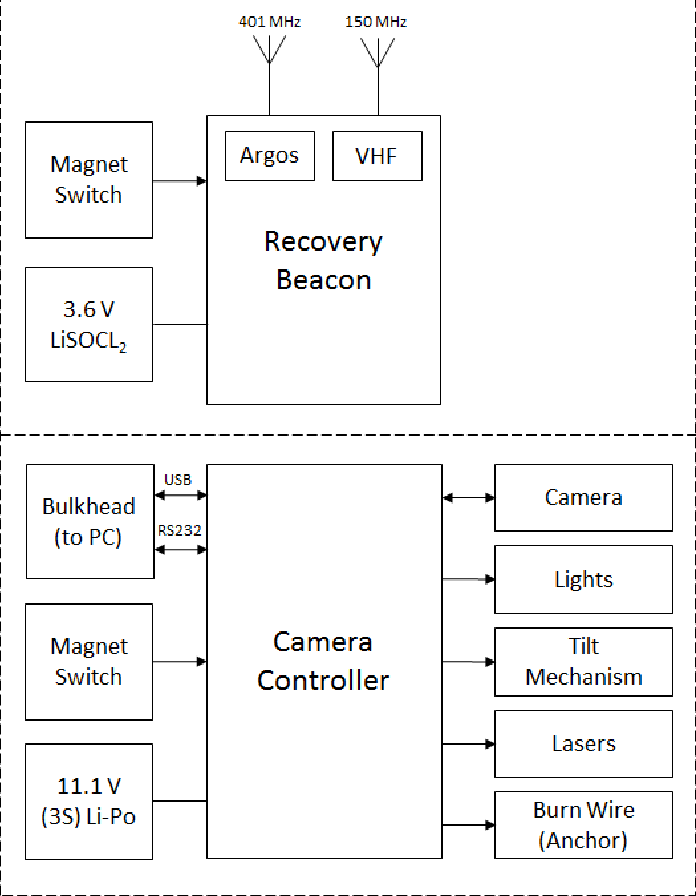 401 MHz
150 MHz
Argos
VHF
Magnet
Switch
Recovery
Beacon
3.6 V
LiSOCL₂
USB
RS232
Bulkhead
(to PC)
Camera
Lights
Magnet
Switch
Camera
Controller
Tilt
Mechanism
Lasers
11.1 V
(3S) Li-Po
Burn Wire
(Anchor)